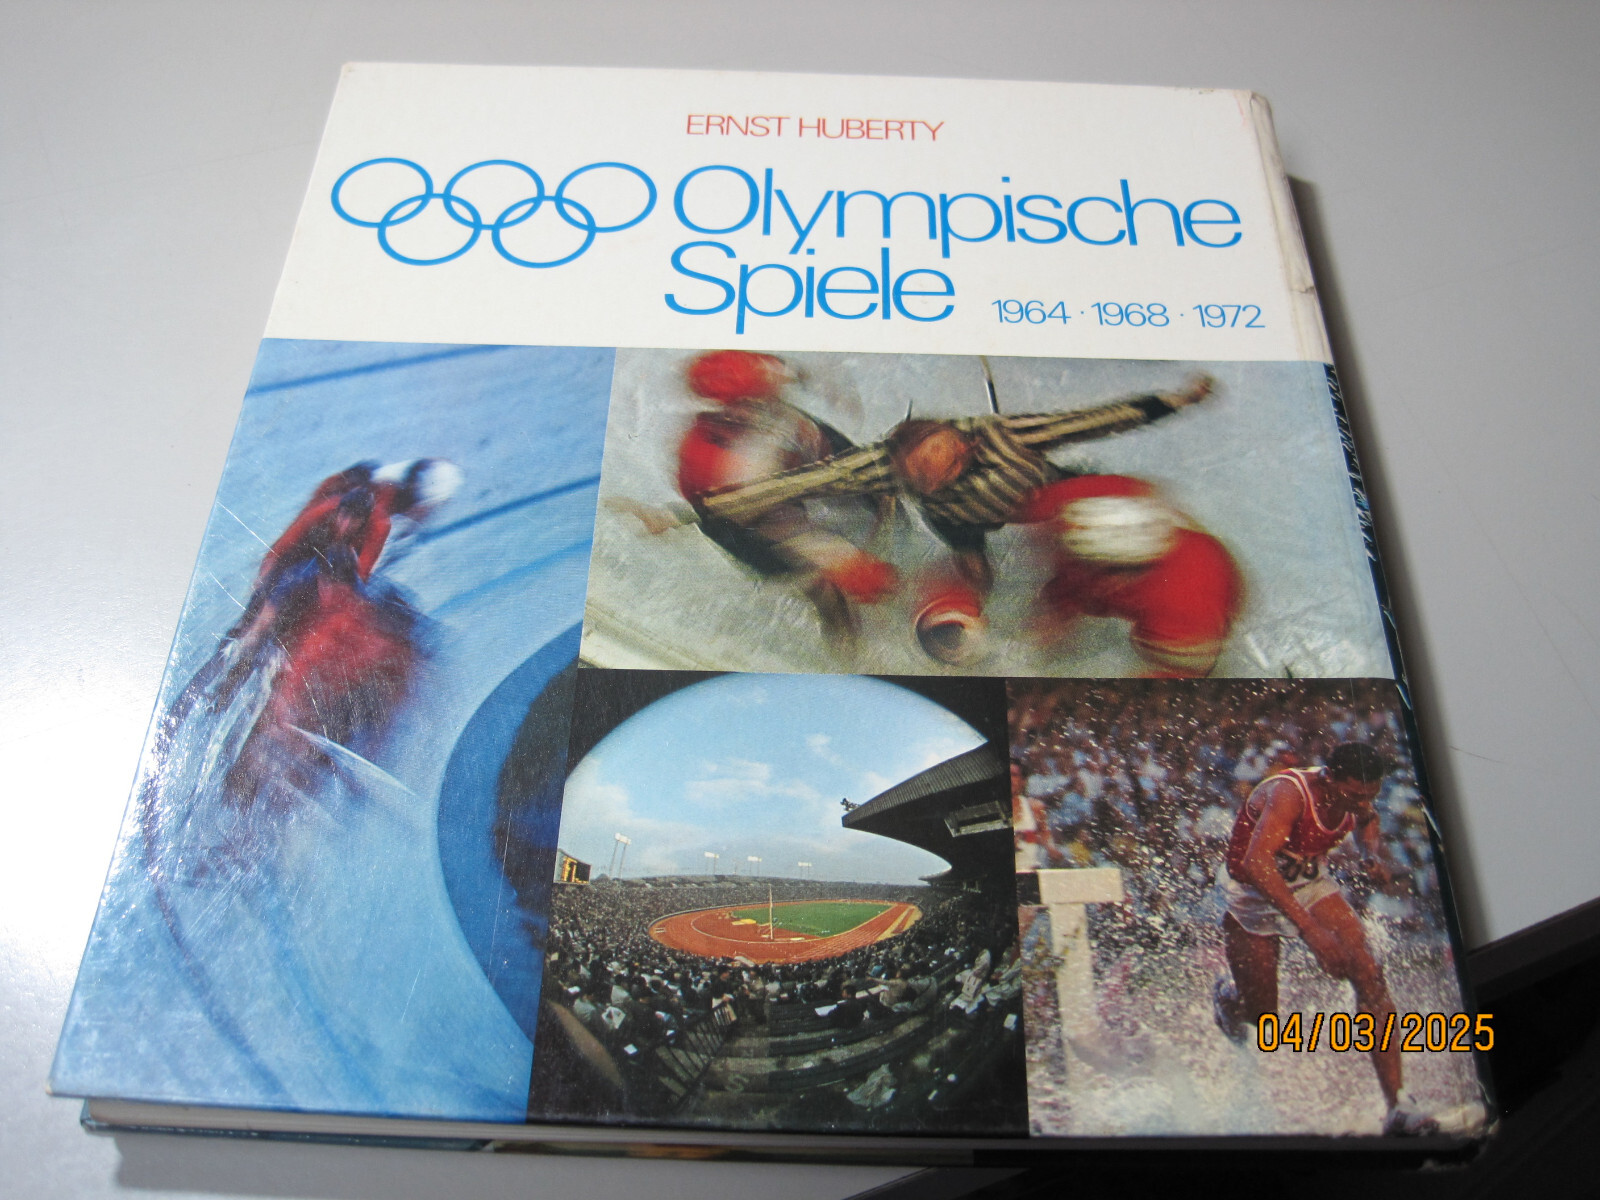 ERNST HUBERTY
Olympische
Spiele 1964 · 1968 · 1972
04/03/2025